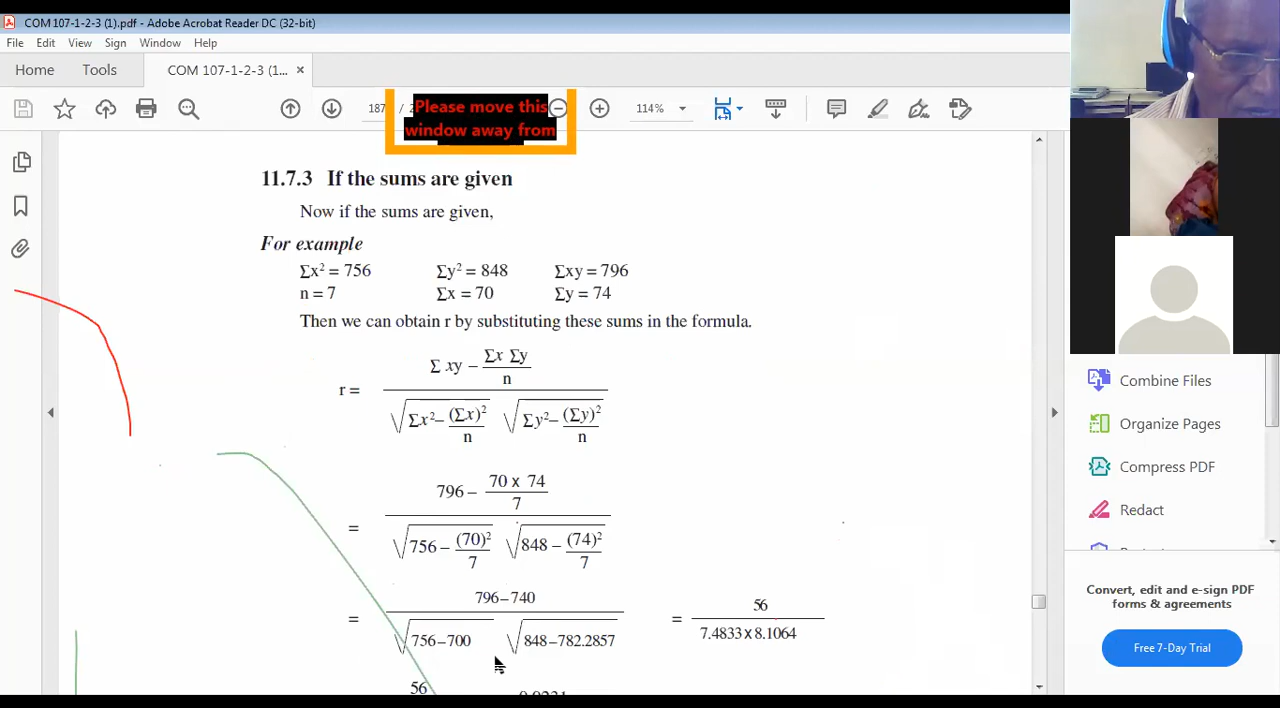 COM 107-1-2-3 (1).pdf - Adobe Acrobat Reader DC (32-bit)
File Edit View Sign Window Help
Home Tools COM 107-1-2-3 (1... ×
187 / 114%
Please move this
window away from
11.7.3 If the sums are given
Now if the sums are given,
For example
Σx² = 756 Σy² = 848 Σxy = 796
n = 7 Σx = 70 Σy = 74
Then we can obtain r by substituting these sums in the formula.
Σx Σy
Σ xy –
n
r =
√Σx²– (Σx)² √Σy²– (Σy)²
n n
70 x 74
796 –
7
=
√756 – (70)² √848 – (74)²
7 7
796–740 56
= =
√756–700 √848–782.2857 7.4833x8.1064
56
Combine Files
Organize Pages
Compress PDF
Redact
Convert, edit and e-sign PDF
forms & agreements
Free 7-Day Trial